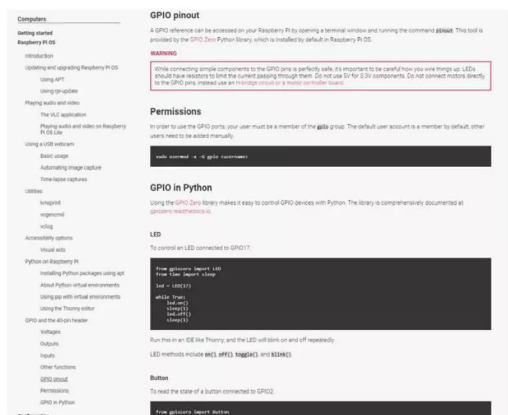 Computers
Getting started
Raspberry Pi OS
Introduction
Updating and upgrading Raspberry Pi OS
Using APT
Using rpi-update
Playing audio and video
The VLC application
Playing audio and video on Raspberry
Pi OS Lite
Using a USB webcam
Basic usage
Automating image capture
Time-lapse captures
Utilities
kmsprint
vcgencmd
vclog
Accessibility options
Visual aids
Python on Raspberry Pi
Installing Python packages using apt
About Python virtual environments
Using pip with virtual environments
Using the Thonny editor
GPIO and the 40-pin header
Voltages
Outputs
Inputs
Other functions
GPIO pinout
Permissions
GPIO in Python
GPIO pinout
A GPIO reference can be accessed on your Raspberry Pi by opening a terminal window and running the command pinout. This tool is
provided by the GPIO Zero Python library, which is installed by default in Raspberry Pi OS.
WARNING
While connecting simple components to the GPIO pins is perfectly safe, it's important to be careful how you wire things up. LEDs
should have resistors to limit the current passing through them. Do not use 5V for 3.3V components. Do not connect motors directly
to the GPIO pins, instead use an H-bridge circuit or a motor controller board.
Permissions
In order to use the GPIO ports, your user must be a member of the gpio group. The default user account is a member by default, other
users need to be added manually.
sudo usermod -a -G gpio <username>
GPIO in Python
Using the GPIO Zero library makes it easy to control GPIO devices with Python. The library is comprehensively documented at
gpiozero.readthedocs.io.
LED
To control an LED connected to GPIO17:
from gpiozero import LED
from time import sleep
led = LED(17)
while True:
led.on()
sleep(1)
led.off()
sleep(1)
Run this in an IDE like Thonny, and the LED will blink on and off repeatedly.
LED methods include on(), off(), toggle(), and blink().
Button
To read the state of a button connected to GPIO2:
from gpiozero import Button